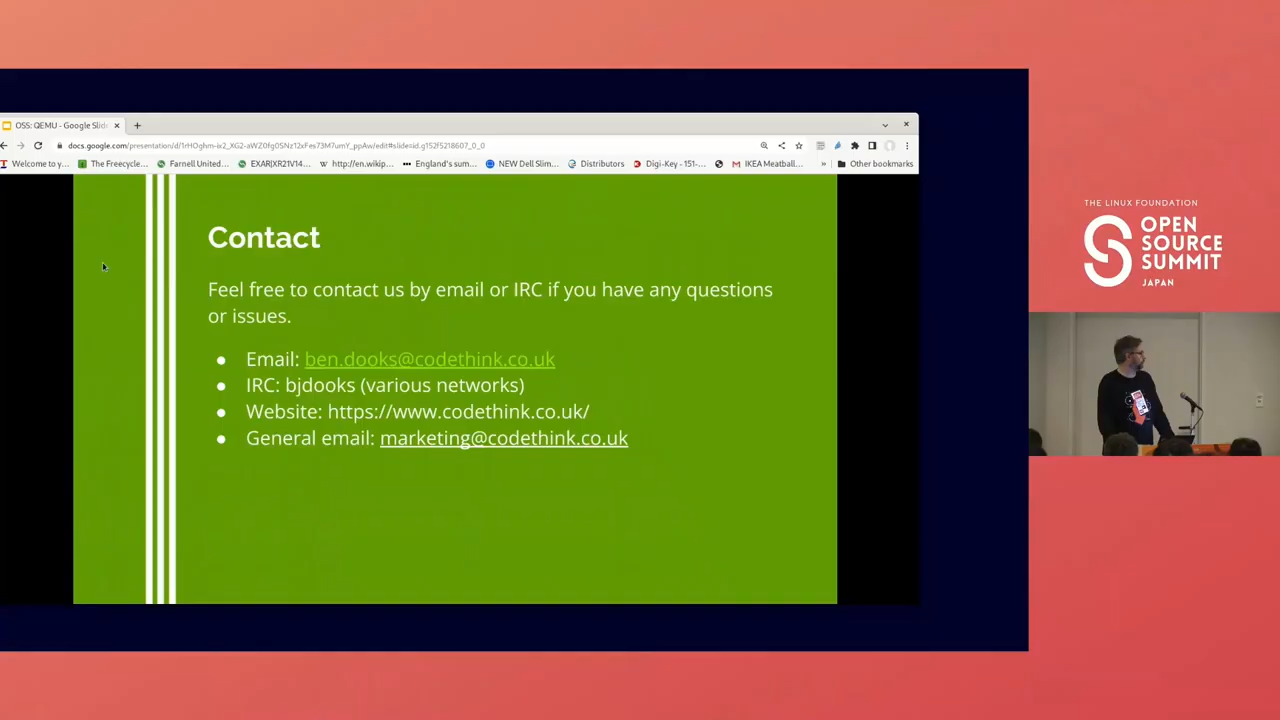 OSS: QEMU - Google Slid
Welcome to y...
The Freecycle...
Farnell United...
EXAR|XR21V14...
http://en.wikip...
England's sum...
NEW Dell Slim...
Distributors
Digi-Key - 151-...
IKEA Meatball...
»
Other bookmarks
Contact
Feel free to contact us by email or IRC if you have any questions
or issues.
● Email: ben.dooks@codethink.co.uk
● IRC: bjdooks (various networks)
● Website: https://www.codethink.co.uk/
● General email: marketing@codethink.co.uk
THE LINUX FOUNDATION
OPEN
SOURCE
SUMMIT
JAPAN